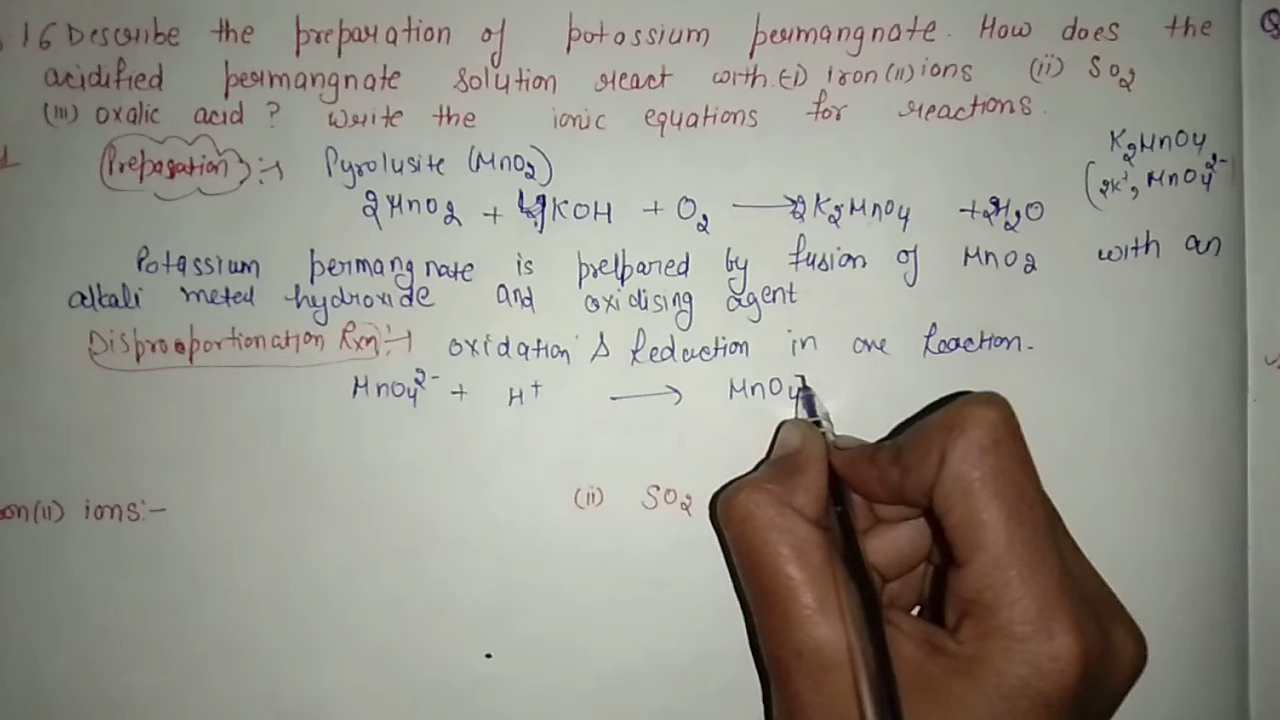 16 Describe the preparation of potassium permangnate. How does the
acidified permangnate solution react with (i) iron (II) ions (ii) SO2
(iii) oxalic acid ? Write the ionic equations for reactions.
Preparation :- Pyrolusite (MnO2)
K2MnO4
(2K+, MnO4 2-
2MnO2 + 4KOH + O2 → 2K2MnO4 + 2H2O
Potassium permangnate is prepared by fusion of MnO2 with an
alkali metal hydroxide and oxidising agent
Disproportionation Rxn :- oxidation & Reduction in one Reaction.
MnO4 2- + H+ → MnO4
on (II) ions :-
(ii) SO2